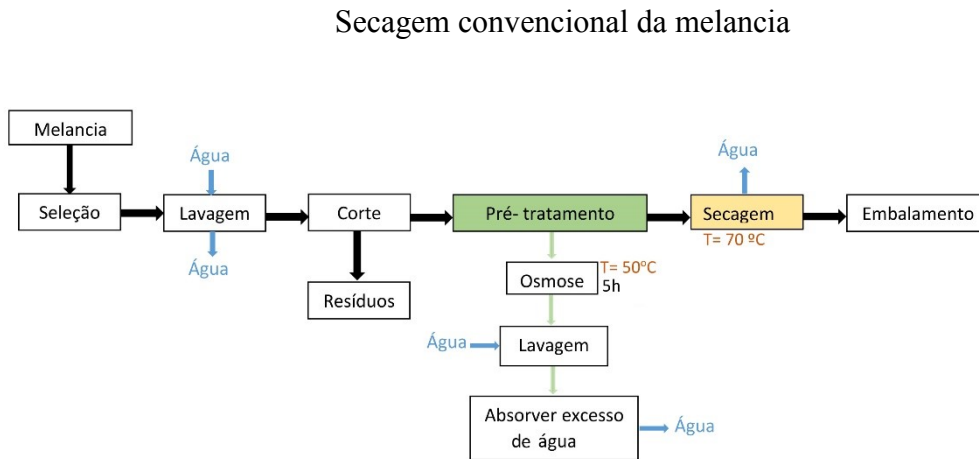 Secagem convencional da melancia
Melancia
Água
Água
Seleção
Lavagem
Corte
Pré- tratamento
Secagem
Embalamento
T= 70 ºC
Água
Resíduos
Osmose
T= 50ºC
5h
Água
Lavagem
Absorver excesso
de água
Água